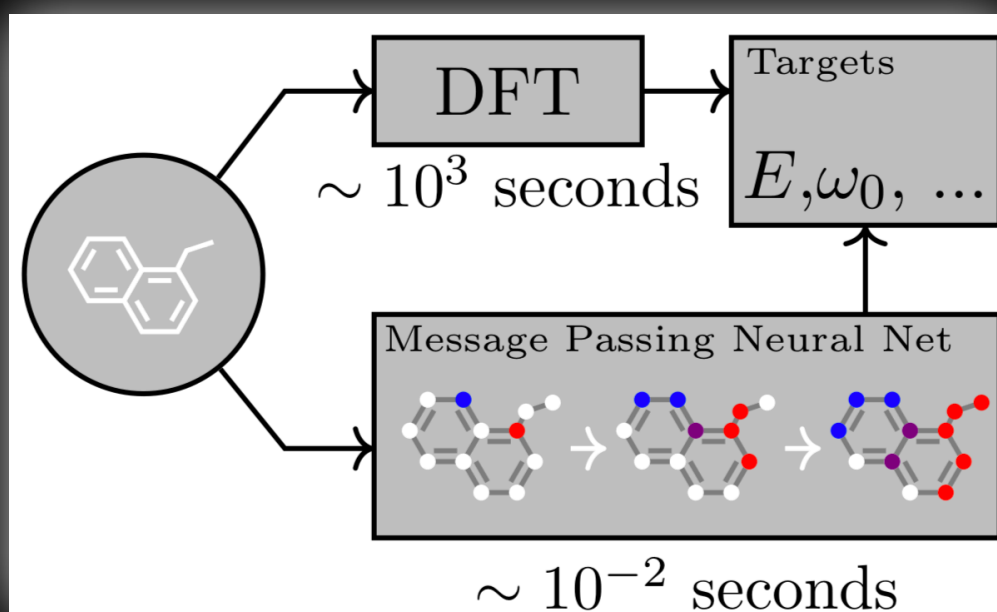 DFT
∼ 10³ seconds
Targets
E,ω₀, ...
Message Passing Neural Net
∼ 10⁻² seconds